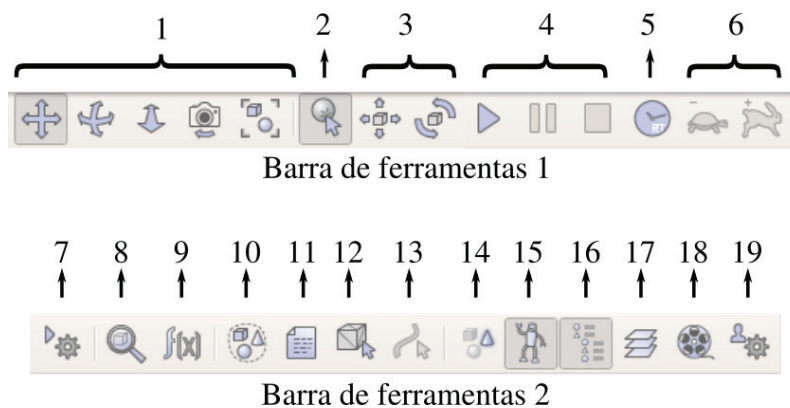 1 2 3 4 5 6
RT
- +
Barra de ferramentas 1
7 8 9 10 11 12 13 14 15 16 17 18 19
f(x)
Barra de ferramentas 2